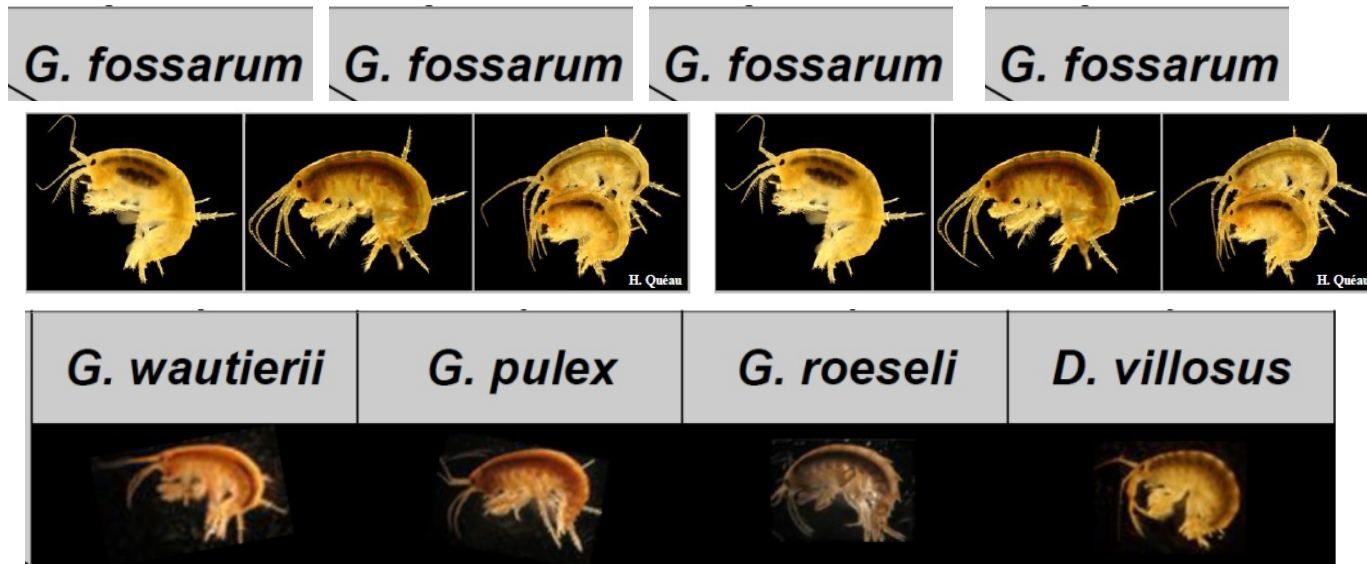 G. fossarum G. fossarum G. fossarum G. fossarum
H. Quéau H. Quéau
G. wautierii G. pulex G. roeseli D. villosus